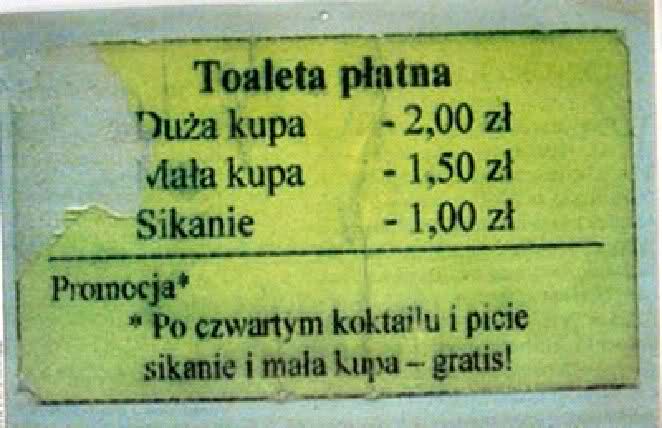 Toaleta płatna
Duża kupa - 2,00 zł
Mała kupa - 1,50 zł
Sikanie - 1,00 zł
Promocja*
* Po czwartym koktailu i picie
sikanie i mała kupa – gratis!